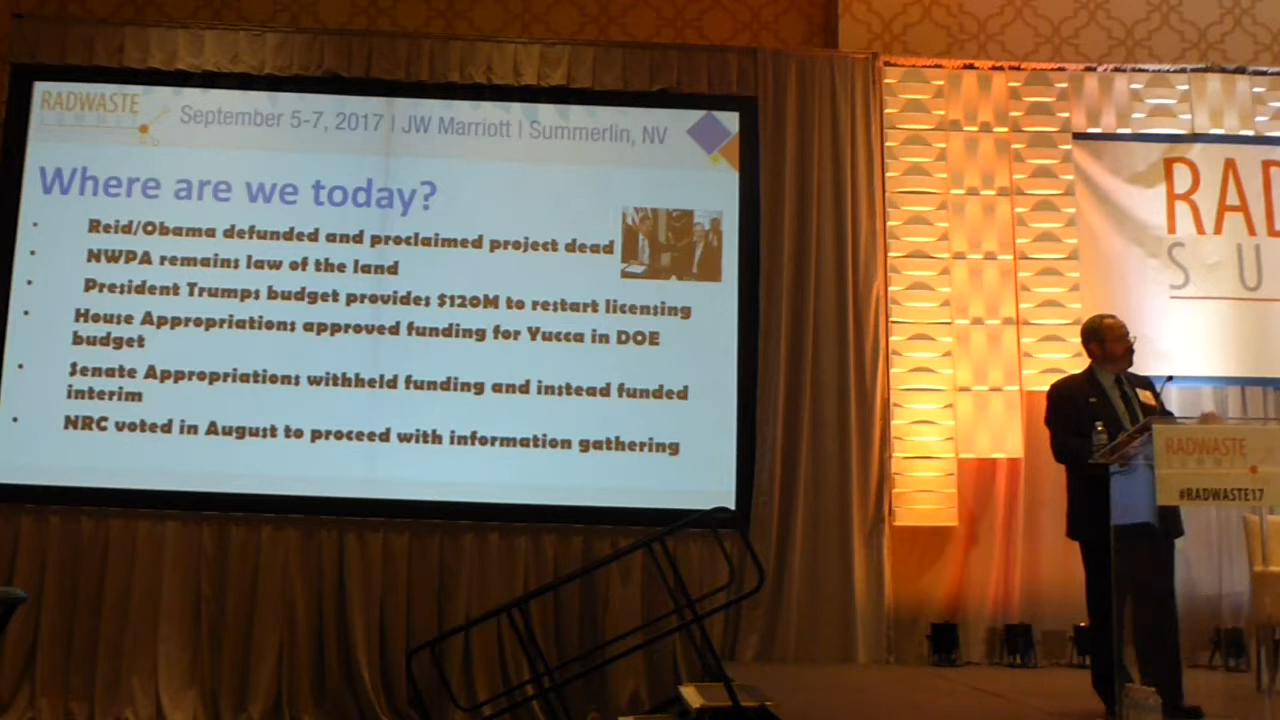 RADWASTE
SUMMIT
September 5-7, 2017 | JW Marriott | Summerlin, NV
Where are we today?
• Reid/Obama defunded and proclaimed project dead
• NWPA remains law of the land
• President Trumps budget provides $120M to restart licensing
• House Appropriations approved funding for Yucca in DOE
budget
• Senate Appropriations withheld funding and instead funded
interim
• NRC voted in August to proceed with information gathering
RAD
SU
RADWASTE
SUMMIT
#RADWASTE17